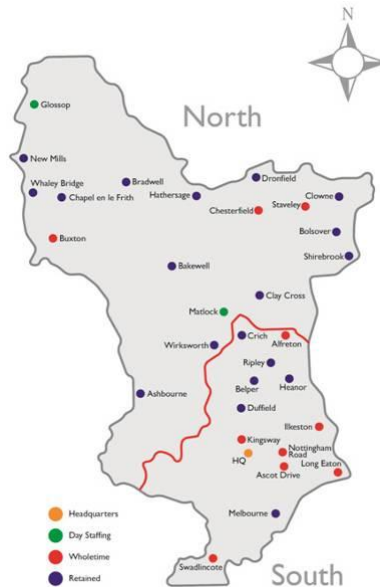 N
North
Glossop
New Mills
Whaley Bridge
Chapel en le Frith
Bradwell
Hathersage
Dronfield
Clowne
Staveley
Chesterfield
Bolsover
Buxton
Shirebrook
Bakewell
Clay Cross
Matlock
Crich
Alfreton
Wirksworth
Ripley
Belper
Heanor
Ashbourne
Duffield
Ilkeston
Kingsway
Nottingham
Road
HQ
Long Eaton
Ascot Drive
Melbourne
Headquarters
Day Staffing
Wholetime
Retained
Swadlincote
South